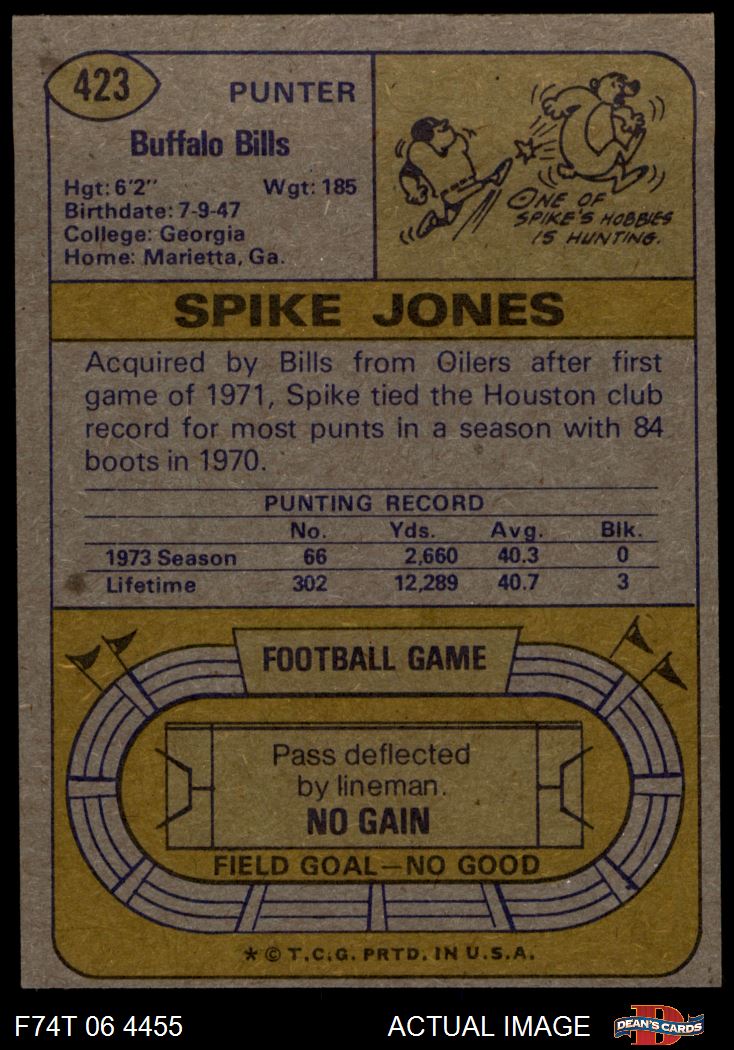 423
PUNTER
Buffalo Bills
Hgt: 6'2" Wgt: 185
Birthdate: 7-9-47
College: Georgia
Home: Marietta, Ga.
ONE OF
SPIKE'S HOBBIES
IS HUNTING.
SPIKE JONES
Acquired by Bills from Oilers after first
game of 1971, Spike tied the Houston club
record for most punts in a season with 84
boots in 1970.
PUNTING RECORD
No. Yds. Avg. Blk.
1973 Season 66 2,660 40.3 0
Lifetime 302 12,289 40.7 3
FOOTBALL GAME
Pass deflected
by lineman.
NO GAIN
FIELD GOAL—NO GOOD
* © T.C.G. PRTD. IN U.S.A.
F74T 06 4455 ACTUAL IMAGE
D
DEAN'S CARDS